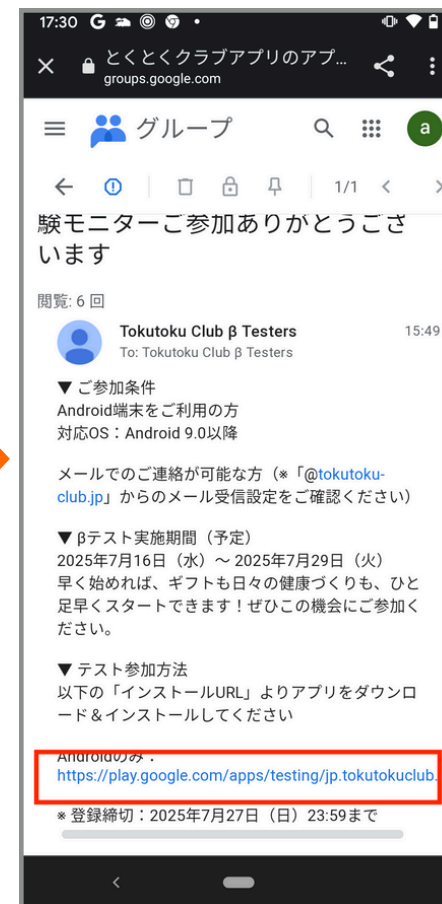 17:30 G
とくとくクラブアプリのアプ...
groups.google.com
グループ
a
1/1
験モニターご参加ありがとうござ
います
閲覧: 6 回
Tokutoku Club β Testers
15:49
To: Tokutoku Club β Testers
▼ ご参加条件
Android端末をご利用の方
対応OS：Android 9.0以降
メールでのご連絡が可能な方（※「@tokutoku-
club.jp」からのメール受信設定をご確認ください）
▼ βテスト実施期間（予定）
2025年7月16日（水）～ 2025年7月29日（火）
早く始めれば、ギフトも日々の健康づくりも、ひと
足早くスタートできます！ぜひこの機会にご参加く
ださい。
▼ テスト参加方法
以下の「インストールURL」よりアプリをダウンロ
ード＆インストールしてください
Androidのみ：
https://play.google.com/apps/testing/jp.tokutokuclub.
※ 登録締切：2025年7月27日（日）23:59まで